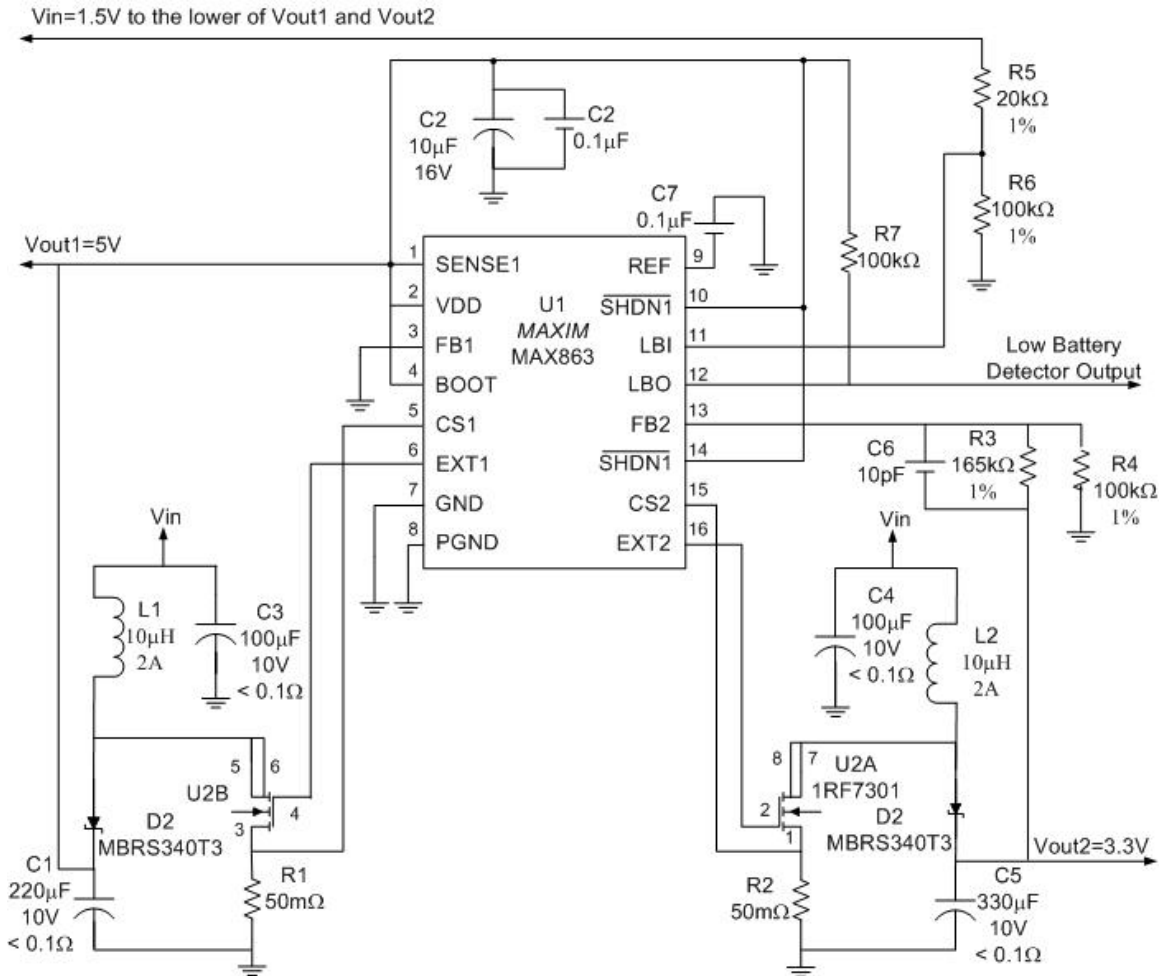 Vin=1.5V to the lower of Vout1 and Vout2
R5
20kΩ
1%
C2
10μF
16V
C2
0.1μF
R6
100kΩ
1%
C7
0.1μF
R7
100kΩ
Vout1=5V
1
SENSE1
2
VDD
3
FB1
4
BOOT
5
CS1
6
EXT1
7
GND
8
PGND
U1
MAXIM
MAX863
REF
9
SHDN1
10
LBI
11
LBO
12
FB2
13
SHDN1
14
CS2
15
EXT2
16
Low Battery
Detector Output
C6
10pF
R3
165kΩ
1%
R4
100kΩ
1%
Vin
L1
10μH
2A
C3
100μF
10V
< 0.1Ω
Vin
C4
100μF
10V
< 0.1Ω
L2
10μH
2A
5
6
U2B
4
3
D2
MBRS340T3
C1
220μF
10V
< 0.1Ω
R1
50mΩ
8
7
U2A
1RF7301
2
1
D2
MBRS340T3
Vout2=3.3V
R2
50mΩ
C5
330μF
10V
< 0.1Ω